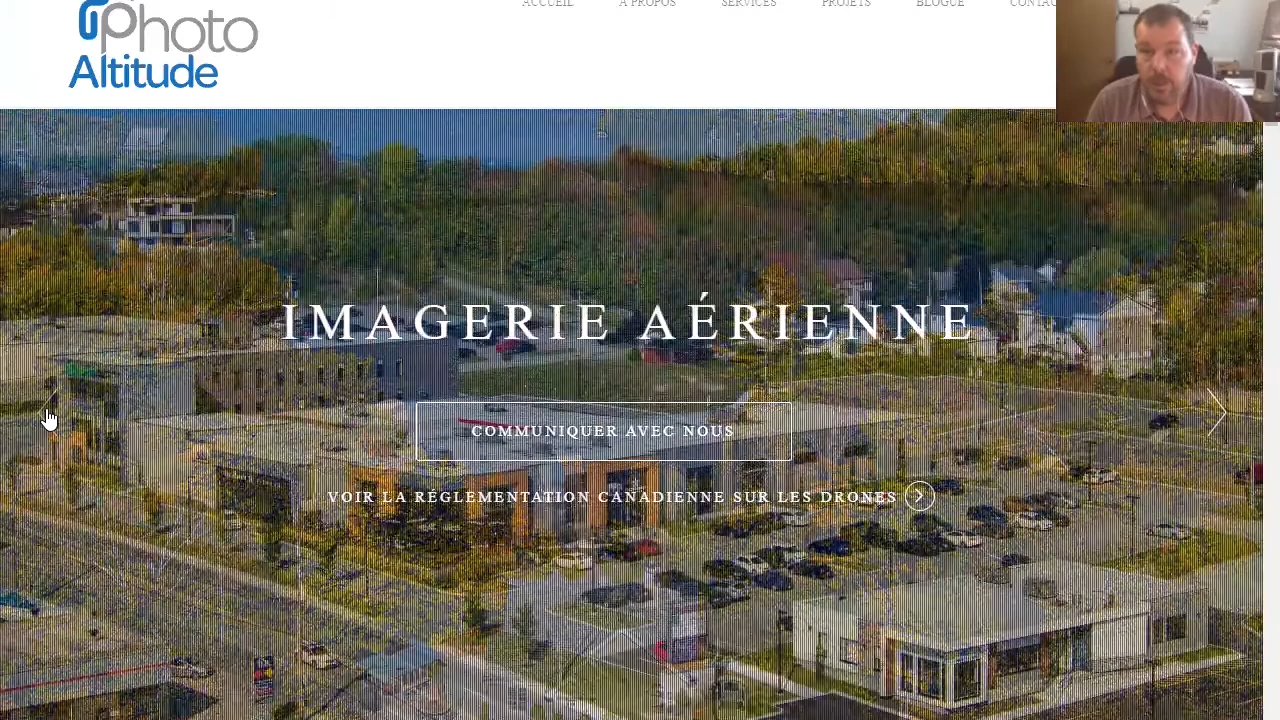 ACCUEIL À PROPOS SERVICES PROJETS BLOGUE
Photo
Altitude
IMAGERIE AÉRIENNE
COMMUNIQUER AVEC NOUS
VOIR LA RÉGLEMENTATION CANADIENNE SUR LES DRONES